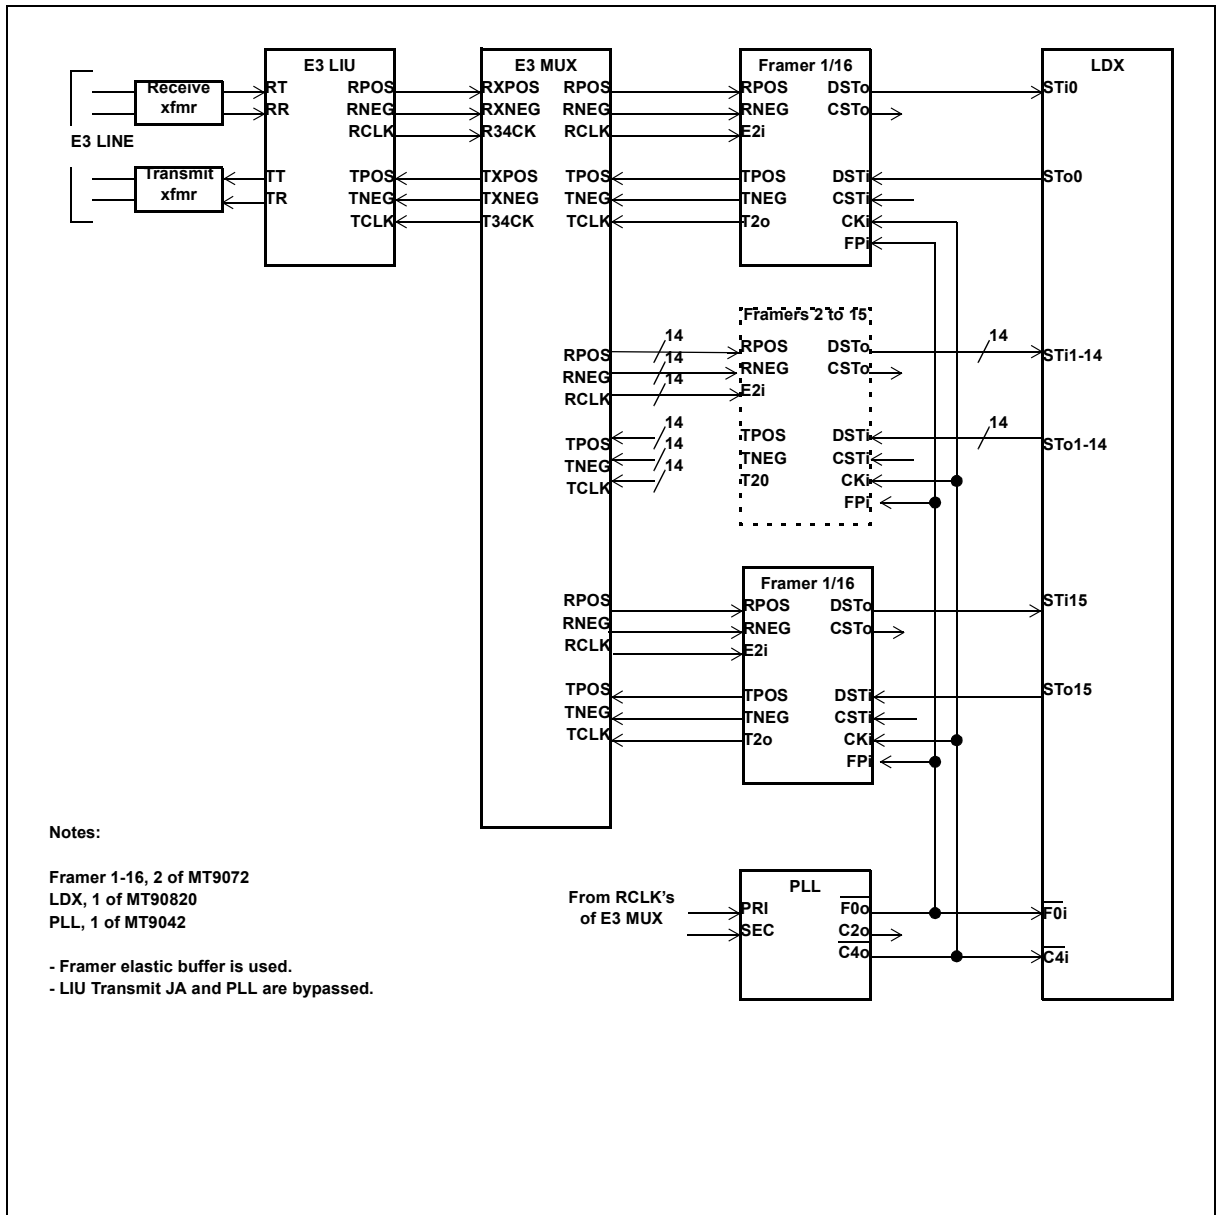 E3 LIU
E3 MUX
Framer 1/16
LDX
Receive
xfmr
RT RPOS
RR RNEG
RCLK
RXPOS RPOS
RXNEG RNEG
R34CK RCLK
RPOS DSTo
RNEG CSTo
E2i
STi0
E3 LINE
Transmit
xfmr
TT TPOS
TR TNEG
TCLK
TXPOS TPOS
TXNEG TNEG
T34CK TCLK
TPOS DSTi
TNEG CSTi
T2o CKi
FPi
STo0
Framers 2 to 15
RPOS
RNEG
RCLK
14
14
14
RPOS DSTo
RNEG CSTo
E2i
14
STi1-14
TPOS
TNEG
TCLK
14
14
14
TPOS DSTi
TNEG CSTi
T20 CKi
FPi
14
STo1-14
Framer 1/16
RPOS
RNEG
RCLK
RPOS DSTo
RNEG CSTo
E2i
STi15
TPOS
TNEG
TCLK
TPOS DSTi
TNEG CSTi
T2o CKi
FPi
STo15
Notes:
Framer 1-16, 2 of MT9072
LDX, 1 of MT90820
PLL, 1 of MT9042
- Framer elastic buffer is used.
- LIU Transmit JA and PLL are bypassed.
From RCLK's
of E3 MUX
PLL
PRI F0o
SEC C2o
C4o
F0i
C4i